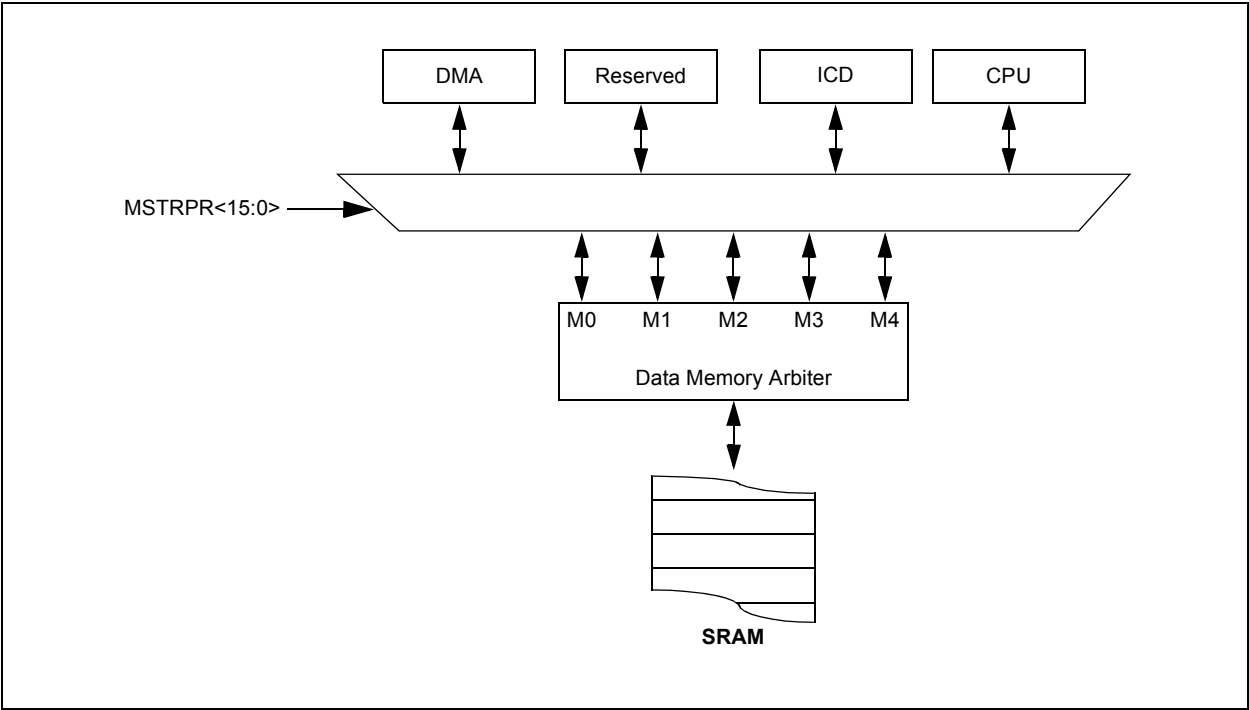 DMA
Reserved
ICD
CPU
MSTRPR<15:0>
M0
M1
M2
M3
M4
Data Memory Arbiter
SRAM